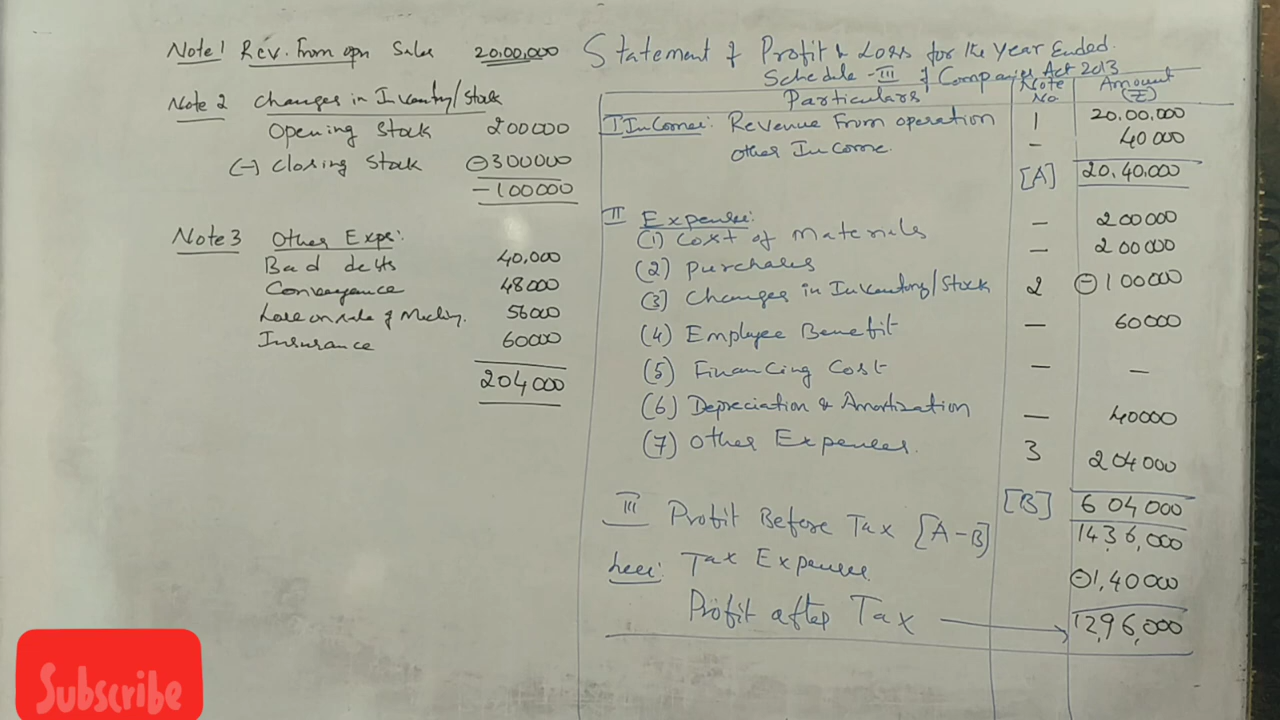 Note 1 Rev. From opn Sales 20,00,000
Note 2 Changes in Inventory/Stock
Opening Stock 200000
(-) Closing Stock ⊖300000
-100000
Note 3 Other Exps:
Bad debts 40,000
Conveyance 48000
Loss on sale of Machinry. 56000
Insurance 60000
204000
Statement of Profit & Loss for the Year Ended.
Schedule-III of Companies Act 2013
Particulars Note No Amount (₹)
I Incomes: Revenue From operation 1 20,00,000
Other Income. - 40000
[A] 20,40,000
II Expenses:
(1) Cost of Materials - 200000
(2) Purchases - 200000
(3) Changes in Inventory/Stock 2 ⊖100000
(4) Employee Benefit - 60000
(5) Financing Cost - -
(6) Depreciation & Amortization - 40000
(7) Other Expenses. 3 204000
[B] 604000
III Profit Before Tax [A-B] 1436,000
Less: Tax Expenses ⊖1,40000
Profit after Tax → 12,96,000
Subscribe